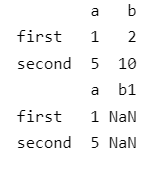 a b
first 1 2
second 5 10
a b1
first 1 NaN
second 5 NaN